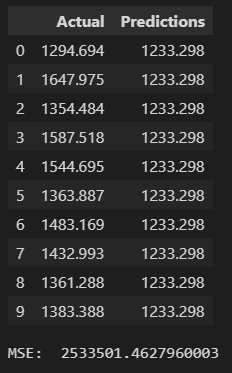 Actual Predictions
0 1294.694 1233.298
1 1647.975 1233.298
2 1354.484 1233.298
3 1587.518 1233.298
4 1544.695 1233.298
5 1363.887 1233.298
6 1483.169 1233.298
7 1432.993 1233.298
8 1361.288 1233.298
9 1383.388 1233.298
MSE: 2533501.4627960003